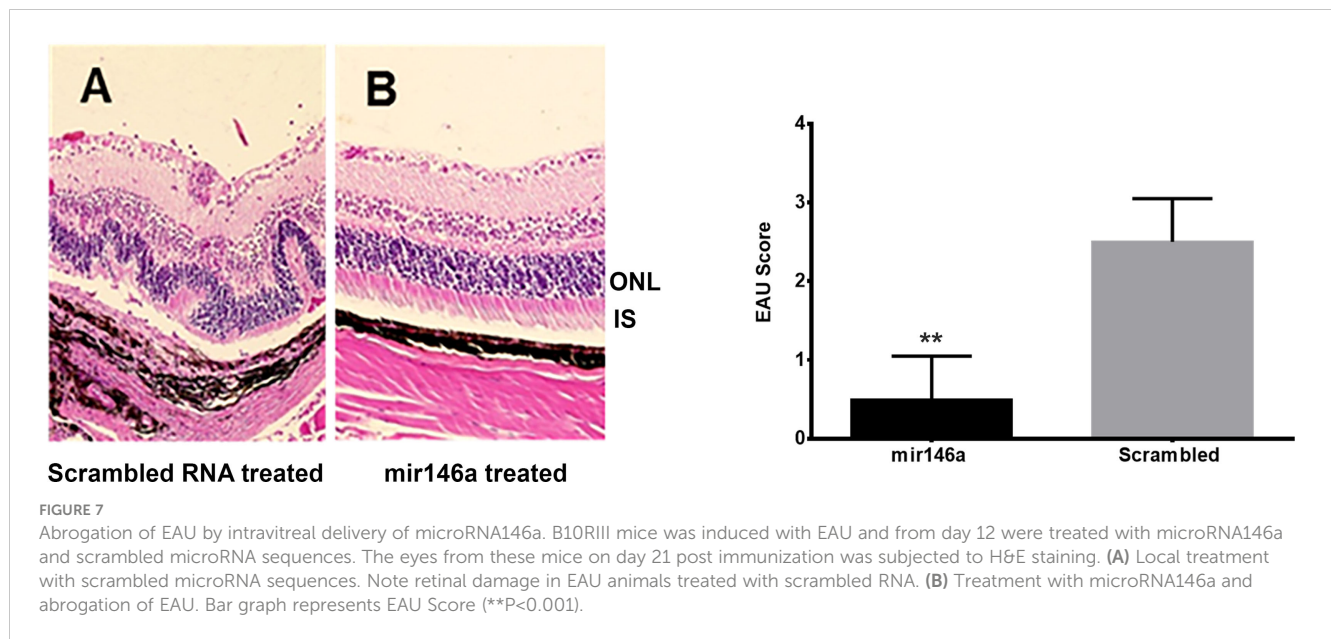 A
B
ONL
IS
Scrambled RNA treated
mir146a treated
4
3
2
1
0
EAU Score
**
mir146a
Scrambled
FIGURE 7
Abrogation of EAU by intravitreal delivery of microRNA146a. B10RIII mice was induced with EAU and from day 12 were treated with microRNA146a
and scrambled microRNA sequences. The eyes from these mice on day 21 post immunization was subjected to H&E staining. (A) Local treatment
with scrambled microRNA sequences. Note retinal damage in EAU animals treated with scrambled RNA. (B) Treatment with microRNA146a and
abrogation of EAU. Bar graph represents EAU Score (**P<0.001).